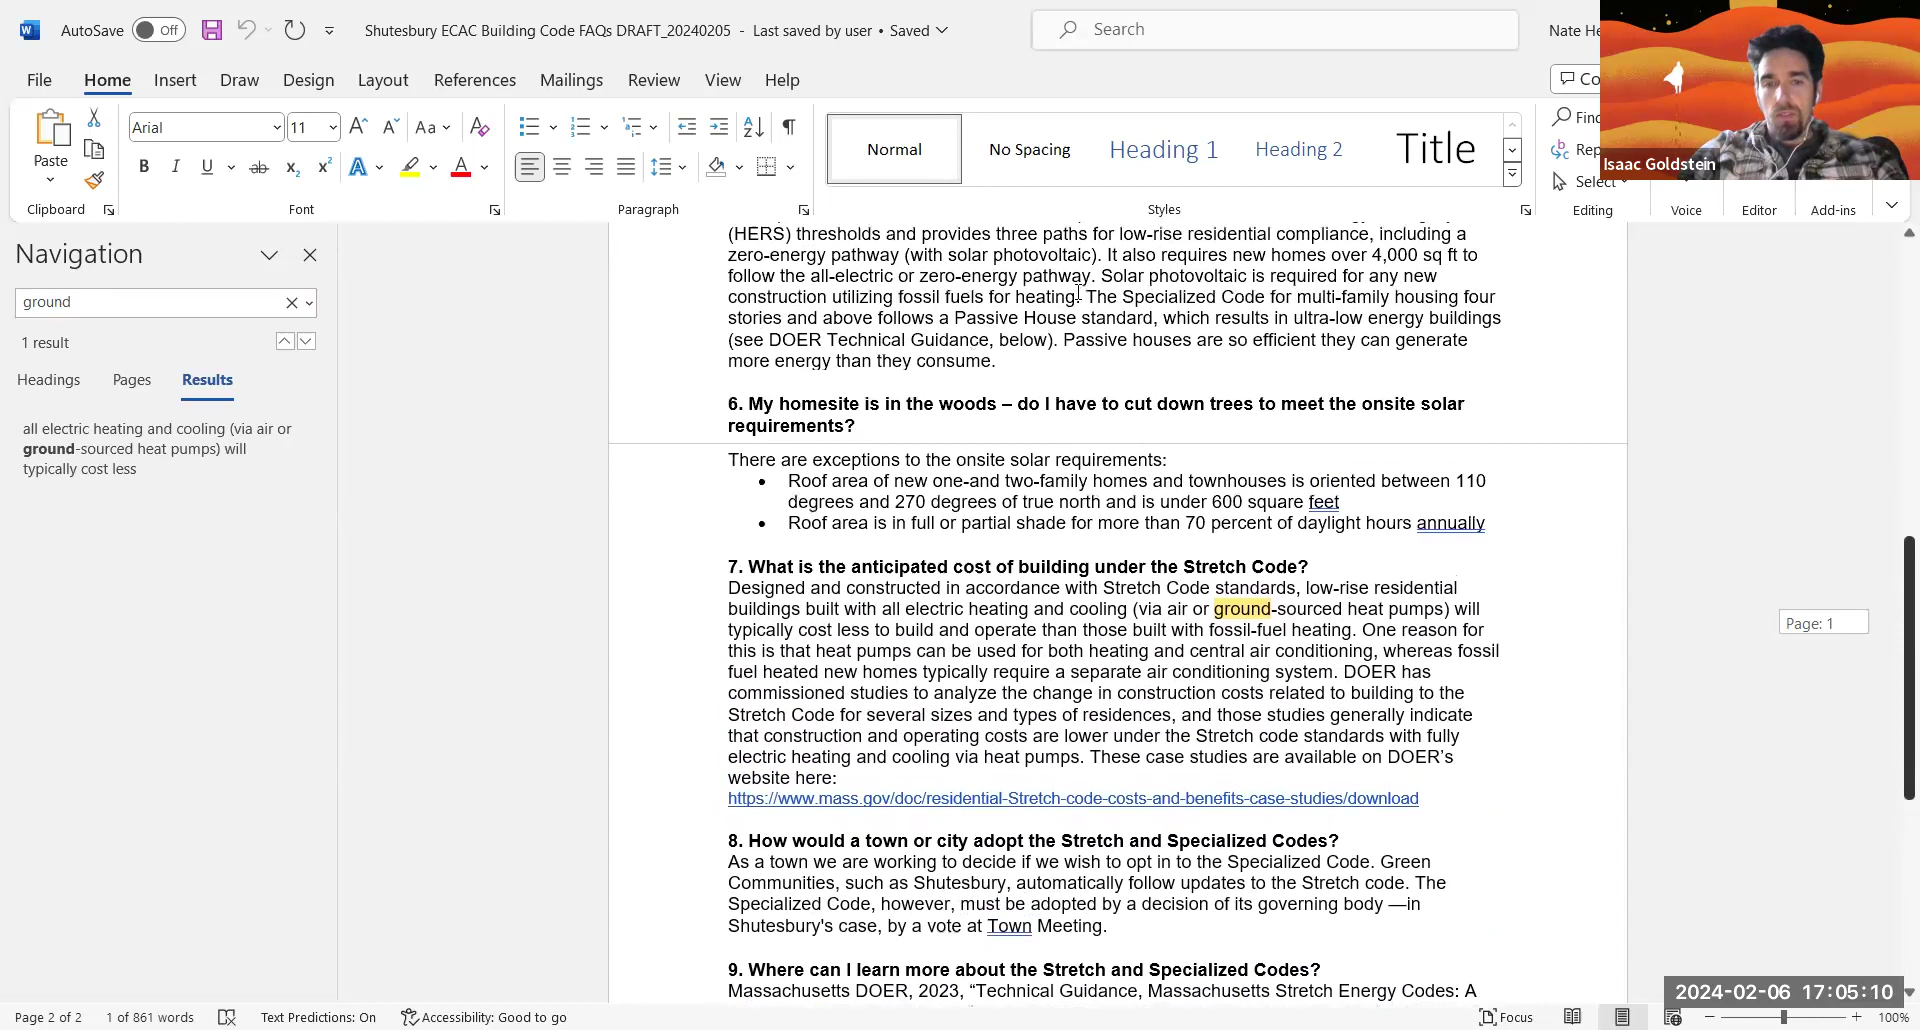 AutoSave Off Shutesbury ECAC Building Code FAQs DRAFT_20240205 - Last saved by user • Saved Search Nate He
File Home Insert Draw Design Layout References Mailings Review View Help Co
Arial 11 Aa
Paste
B I U ab x₂ x² A A
Normal No Spacing Heading 1 Heading 2 Title
Find
Rep
Select
Isaac Goldstein
Clipboard Font Paragraph Styles Editing Voice Editor Add-ins
Navigation
ground
1 result
Headings Pages Results
all electric heating and cooling (via air or
ground-sourced heat pumps) will
typically cost less
(HERS) thresholds and provides three paths for low-rise residential compliance, including a
zero-energy pathway (with solar photovoltaic). It also requires new homes over 4,000 sq ft to
follow the all-electric or zero-energy pathway. Solar photovoltaic is required for any new
construction utilizing fossil fuels for heating. The Specialized Code for multi-family housing four
stories and above follows a Passive House standard, which results in ultra-low energy buildings
(see DOER Technical Guidance, below). Passive houses are so efficient they can generate
more energy than they consume.
6. My homesite is in the woods – do I have to cut down trees to meet the onsite solar
requirements?
There are exceptions to the onsite solar requirements:
• Roof area of new one-and two-family homes and townhouses is oriented between 110
degrees and 270 degrees of true north and is under 600 square feet
• Roof area is in full or partial shade for more than 70 percent of daylight hours annually
7. What is the anticipated cost of building under the Stretch Code?
Designed and constructed in accordance with Stretch Code standards, low-rise residential
buildings built with all electric heating and cooling (via air or ground-sourced heat pumps) will
typically cost less to build and operate than those built with fossil-fuel heating. One reason for
this is that heat pumps can be used for both heating and central air conditioning, whereas fossil
fuel heated new homes typically require a separate air conditioning system. DOER has
commissioned studies to analyze the change in construction costs related to building to the
Stretch Code for several sizes and types of residences, and those studies generally indicate
that construction and operating costs are lower under the Stretch code standards with fully
electric heating and cooling via heat pumps. These case studies are available on DOER's
website here:
https://www.mass.gov/doc/residential-Stretch-code-costs-and-benefits-case-studies/download
8. How would a town or city adopt the Stretch and Specialized Codes?
As a town we are working to decide if we wish to opt in to the Specialized Code. Green
Communities, such as Shutesbury, automatically follow updates to the Stretch code. The
Specialized Code, however, must be adopted by a decision of its governing body —in
Shutesbury's case, by a vote at Town Meeting.
9. Where can I learn more about the Stretch and Specialized Codes?
Massachusetts DOER, 2023, “Technical Guidance, Massachusetts Stretch Energy Codes: A
Page: 1
2024-02-06 17:05:10
Page 2 of 2 1 of 861 words Text Predictions: On Accessibility: Good to go Focus 100%